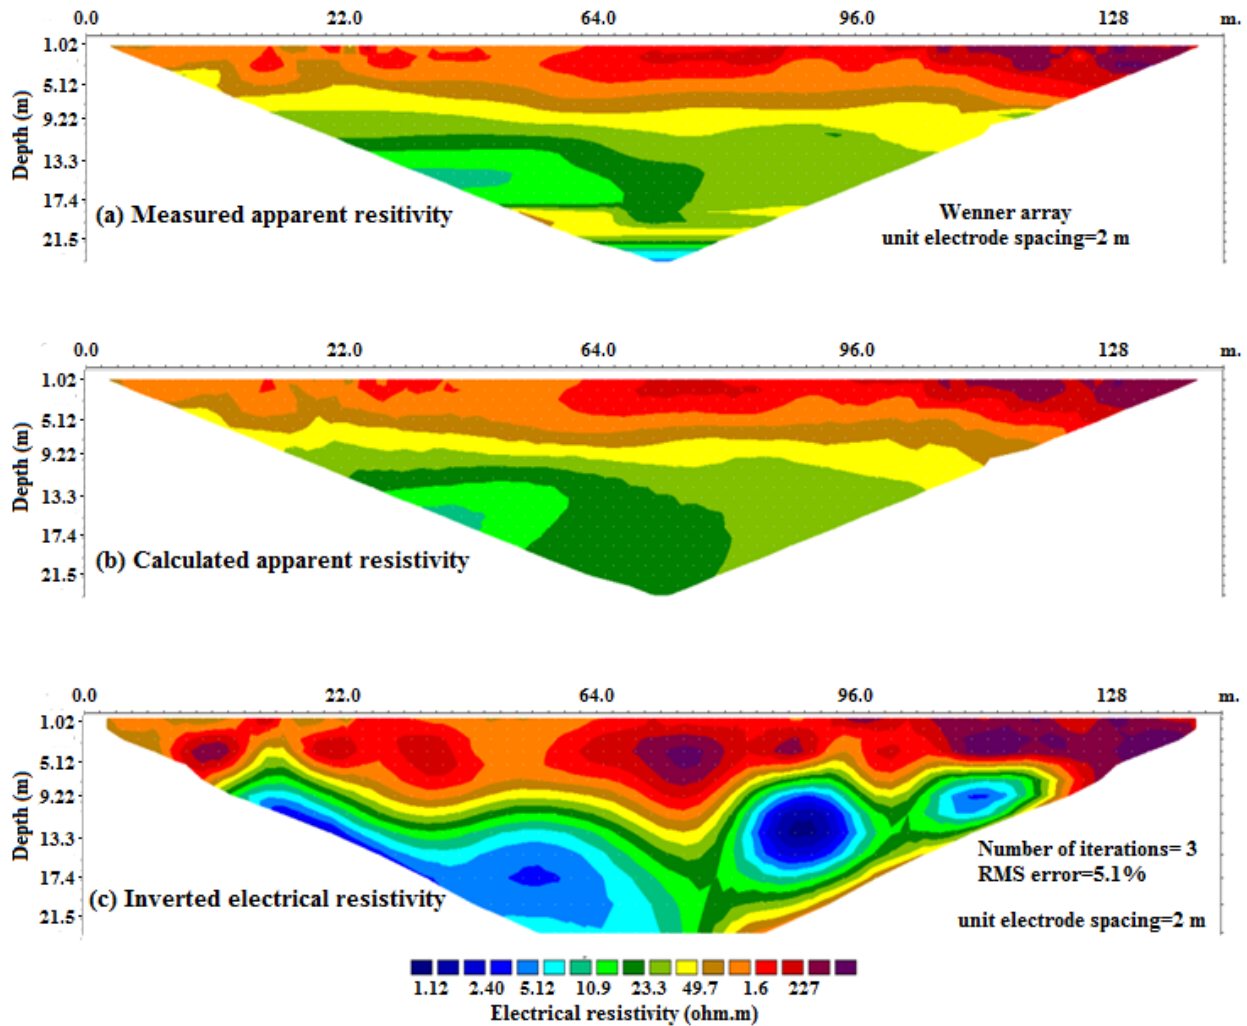 0.0 22.0 64.0 96.0 128 m.
1.02
5.12
9.22
13.3
17.4
21.5
Depth (m)
(a) Measured apparent resitivity
Wenner array
unit electrode spacing=2 m
0.0 22.0 64.0 96.0 128 m.
1.02
5.12
9.22
13.3
17.4
21.5
Depth (m)
(b) Calculated apparent resistivity
0.0 22.0 64.0 96.0 128 m.
1.02
5.12
9.22
13.3
17.4
21.5
Depth (m)
(c) Inverted electrical resistivity
Number of iterions= 3
RMS error=5.1%
unit electrode spacing=2 m
1.12 2.40 5.12 10.9 23.3 49.7 1.6 227
Electrical resistivity (ohm.m)